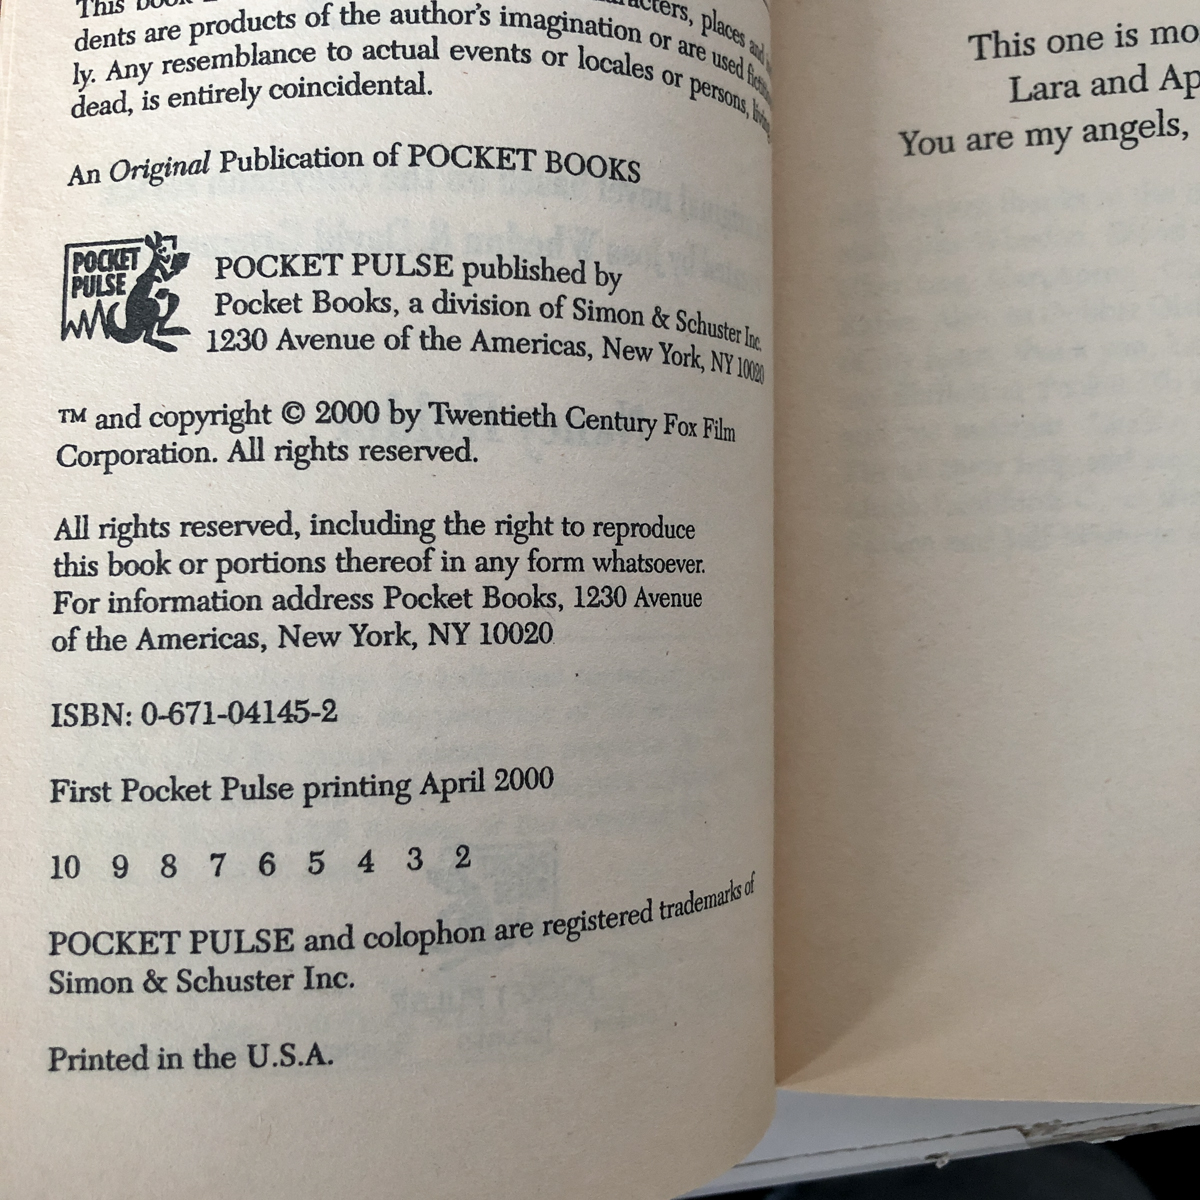 This book
acters, places and
dents are products of the author's imagination or are used
ly. Any resemblance to actual events or locales or persons, living
dead, is entirely coincidental.
An Original Publication of POCKET BOOKS
POCKET
PULSE
POCKET PULSE published by
Pocket Books, a division of Simon & Schuster Inc.
1230 Avenue of the Americas, New York, NY 10020
™ and copyright © 2000 by Twentieth Century Fox Film
Corporation. All rights reserved.
All rights reserved, including the right to reproduce
this book or portions thereof in any form whatsoever.
For information address Pocket Books, 1230 Avenue
of the Americas, New York, NY 10020
ISBN: 0-671-04145-2
First Pocket Pulse printing April 2000
10 9 8 7 6 5 4 3 2
POCKET PULSE and colophon are registered trademarks of
Simon & Schuster Inc.
Printed in the U.S.A.
This one is mo
Lara and Ap
You are my angels,